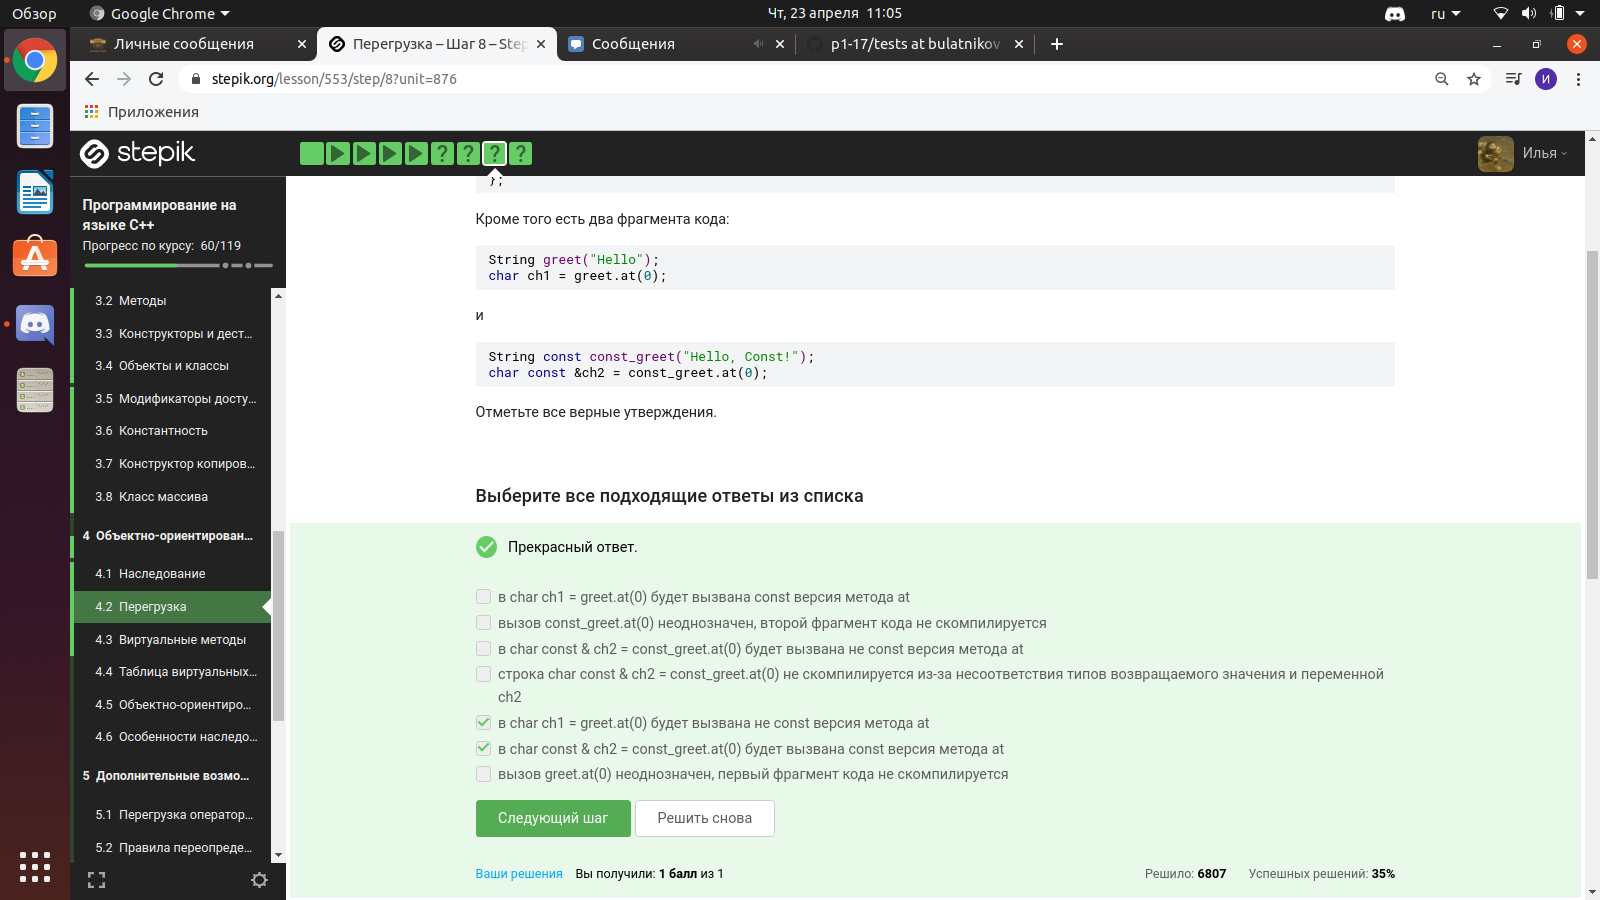 Обзор
Google Chrome
Чт, 23 апреля 11:05
ru
Личные сообщения
Перегрузка – Шаг 8 – Step
Сообщения
p1-17/tests at bulatnikov
stepik.org/lesson/553/step/8?unit=876
И
Приложения
stepik
? ? ? ?
Илья
Программирование на
языке C++
Прогресс по курсу: 60/119
3.2 Методы
3.3 Конструкторы и дест...
3.4 Объекты и классы
3.5 Модификаторы досту...
3.6 Константность
3.7 Конструктор копиров...
3.8 Класс массива
4 Объектно-ориентирован...
4.1 Наследование
4.2 Перегрузка
4.3 Виртуальные методы
4.4 Таблица виртуальных...
4.5 Объектно-ориентиро...
4.6 Особенности наследо...
5 Дополнительные возмо...
5.1 Перегрузка оператор...
5.2 Правила переопреде...
};
Кроме того есть два фрагмента кода:
String greet("Hello");
char ch1 = greet.at(0);
и
String const const_greet("Hello, Const!");
char const &ch2 = const_greet.at(0);
Отметьте все верные утверждения.
Выберите все подходящие ответы из списка
Прекрасный ответ.
в char ch1 = greet.at(0) будет вызвана const версия метода at
вызов const_greet.at(0) неоднозначен, второй фрагмент кода не скомпилируется
в char const & ch2 = const_greet.at(0) будет вызвана не const версия метода at
строка char const & ch2 = const_greet.at(0) не скомпилируется из-за несоответствия типов возвращаемого значения и переменной
ch2
в char ch1 = greet.at(0) будет вызвана не const версия метода at
в char const & ch2 = const_greet.at(0) будет вызвана const версия метода at
вызов greet.at(0) неоднозначен, первый фрагмент кода не скомпилируется
Следующий шаг
Решить снова
Ваши решения Вы получили: 1 балл из 1
Решило: 6807 Успешных решений: 35%